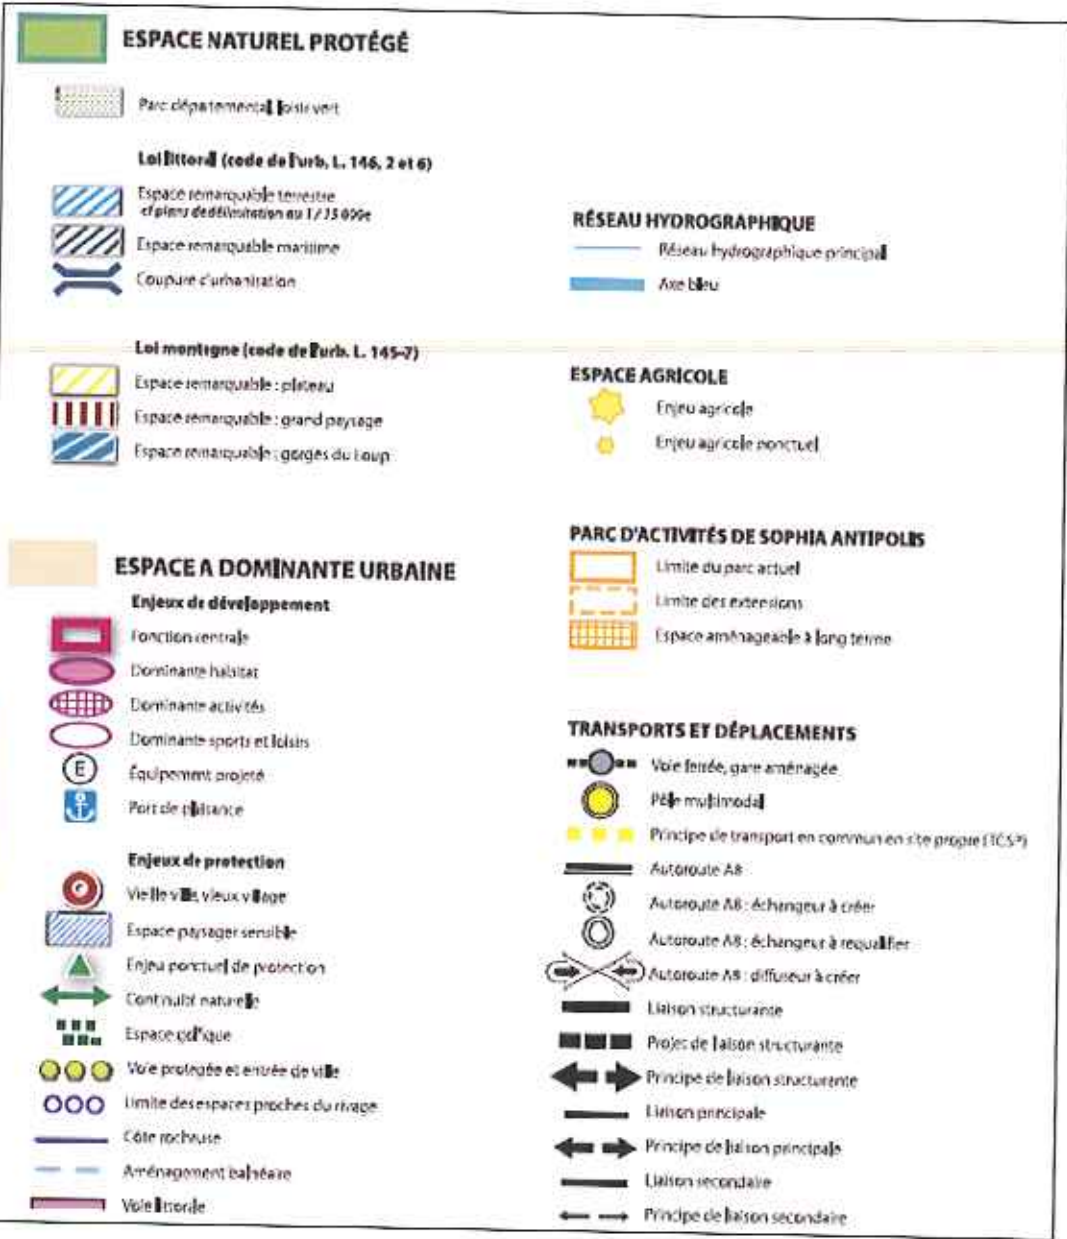 ESPACE NATUREL PROTÉGÉ
Parc départemental, loisir vert
Loi littoral (code de l'urb. L. 146, 2 et 6)
Espace remarquable terrestre
cf plans de délimitation au 1 / 25 000e
Espace remarquable maritime
Coupure d'urbanisation
Loi montagne (code de l'urb. L. 145-7)
Espace remarquable : plateau
Espace remarquable : grand paysage
Espace remarquable : gorges du Loup
ESPACE A DOMINANTE URBAINE
Enjeux de développement
Fonction centrale
Dominante habitat
Dominante activités
Dominante sports et loisirs
E
Équipement projeté
Port de plaisance
Enjeux de protection
Vieille ville, vieux village
Espace paysager sensible
Enjeu ponctuel de protection
Continuité naturelle
Espace golfique
Voie protégée et entrée de ville
Limite des espaces proches du rivage
Côte rocheuse
Aménagement balnéaire
Voie littorale
RÉSEAU HYDROGRAPHIQUE
Réseau hydrographique principal
Axe bleu
ESPACE AGRICOLE
Enjeu agricole
Enjeu agricole ponctuel
PARC D'ACTIVITÉS DE SOPHIA ANTIPOLIS
Limite du parc actuel
Limite des extensions
Espace aménageable à long terme
TRANSPORTS ET DÉPLACEMENTS
Voie ferrée, gare aménagée
Pôle multimodal
Principe de transport en commun en site propre (TCSP)
Autoroute A8
Autoroute A8 : échangeur à créer
Autoroute A8 : échangeur à requalifier
Autoroute A8 : diffuseur à créer
Liaison structurante
Projet de liaison structurante
Principe de liaison structurante
Liaison principale
Principe de liaison principale
Liaison secondaire
Principe de liaison secondaire